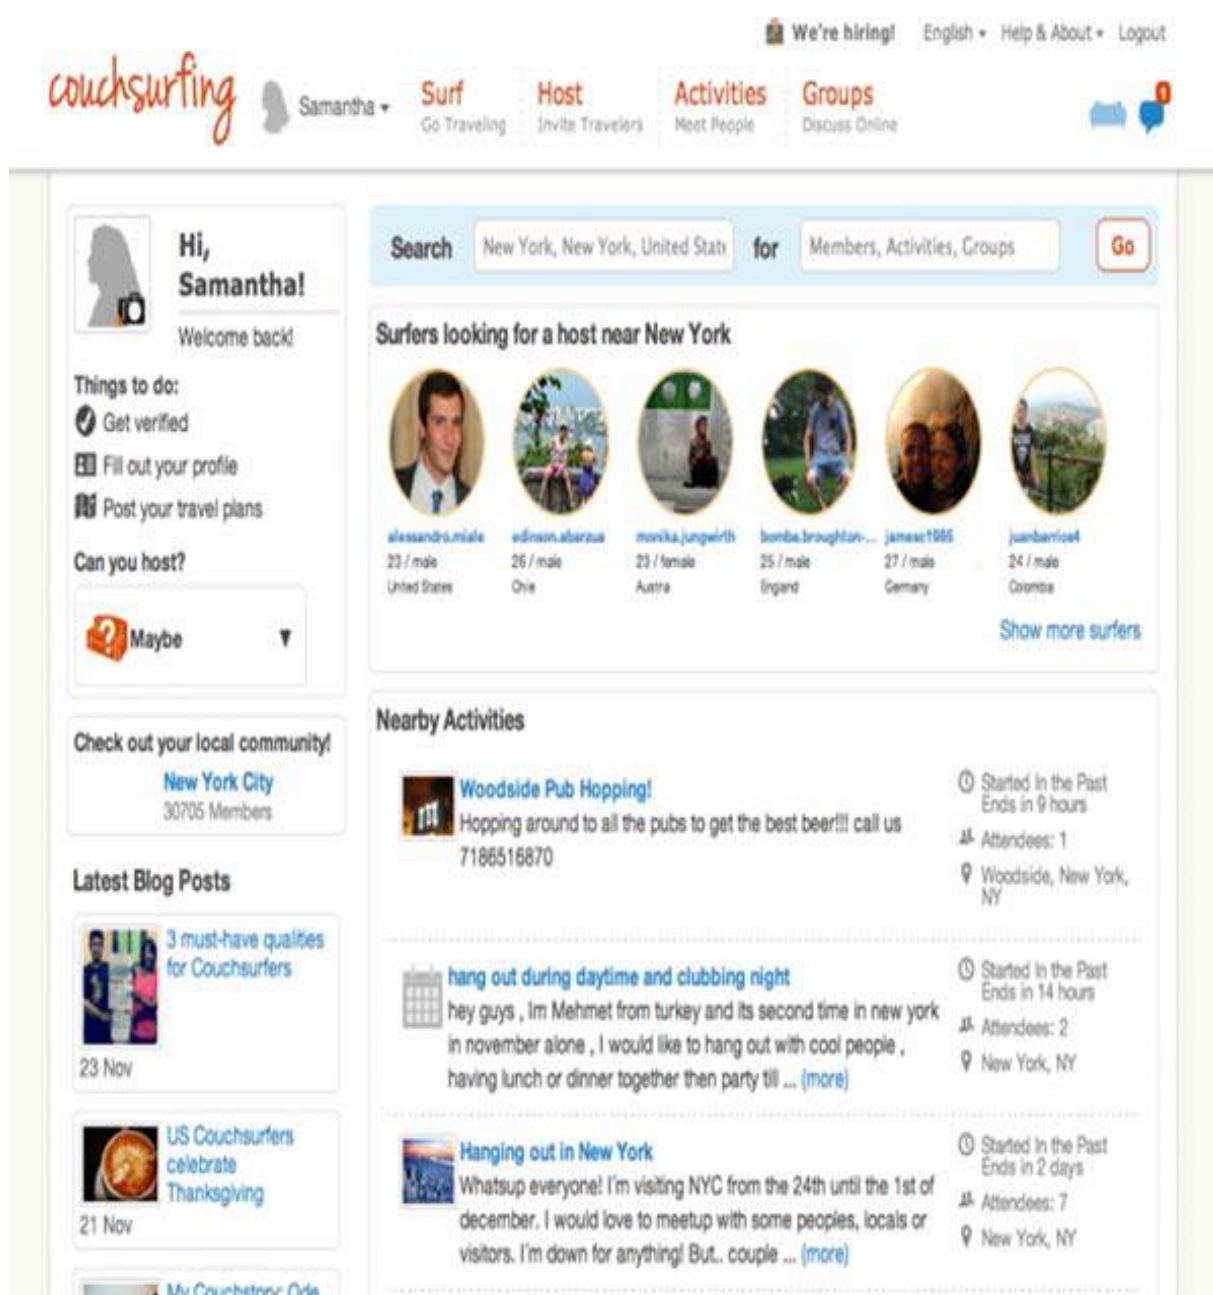 We're hiring!
English
Help & About
Logout
couchsurfing
Samantha
Surf
Go Traveling
Host
Invite Travelers
Activities
Meet People
Groups
Discuss Online
Hi,
Samantha!
Welcome back!
Things to do:
Get verified
Fill out your profile
Post your travel plans
Can you host?
Maybe
Check out your local community!
New York City
30705 Members
Latest Blog Posts
3 must-have qualities
for Couchsurfers
23 Nov
US Couchsurfers
celebrate
Thanksgiving
21 Nov
My Couchstory: Ode
Search
New York, New York, United State
for
Members, Activities, Groups
Go
Surfers looking for a host near New York
alessandro.miale
23 / male
United States
edinson.abarzua
26 / male
Chile
monika.jungwirth
23 / female
Austria
bomba.broughton-...
25 / male
England
jamesc1985
27 / male
Germany
juanbarrios4
24 / male
Colombia
Show more surfers
Nearby Activities
Woodside Pub Hopping!
Hopping around to all the pubs to get the best beer!!! call us
7186516870
Started In the Past
Ends in 9 hours
Attendees: 1
Woodside, New York,
NY
hang out during daytime and clubbing night
hey guys , Im Mehmet from turkey and its second time in new york
in november alone , I would like to hang out with cool people ,
having lunch or dinner together then party till ... (more)
Started In the Past
Ends in 14 hours
Attendees: 2
New York, NY
Hanging out in New York
Whatsup everyone! I'm visiting NYC from the 24th until the 1st of
december. I would love to meetup with some peoples, locals or
visitors. I'm down for anything! But.. couple ... (more)
Started In the Past
Ends in 2 days
Attendees: 7
New York, NY